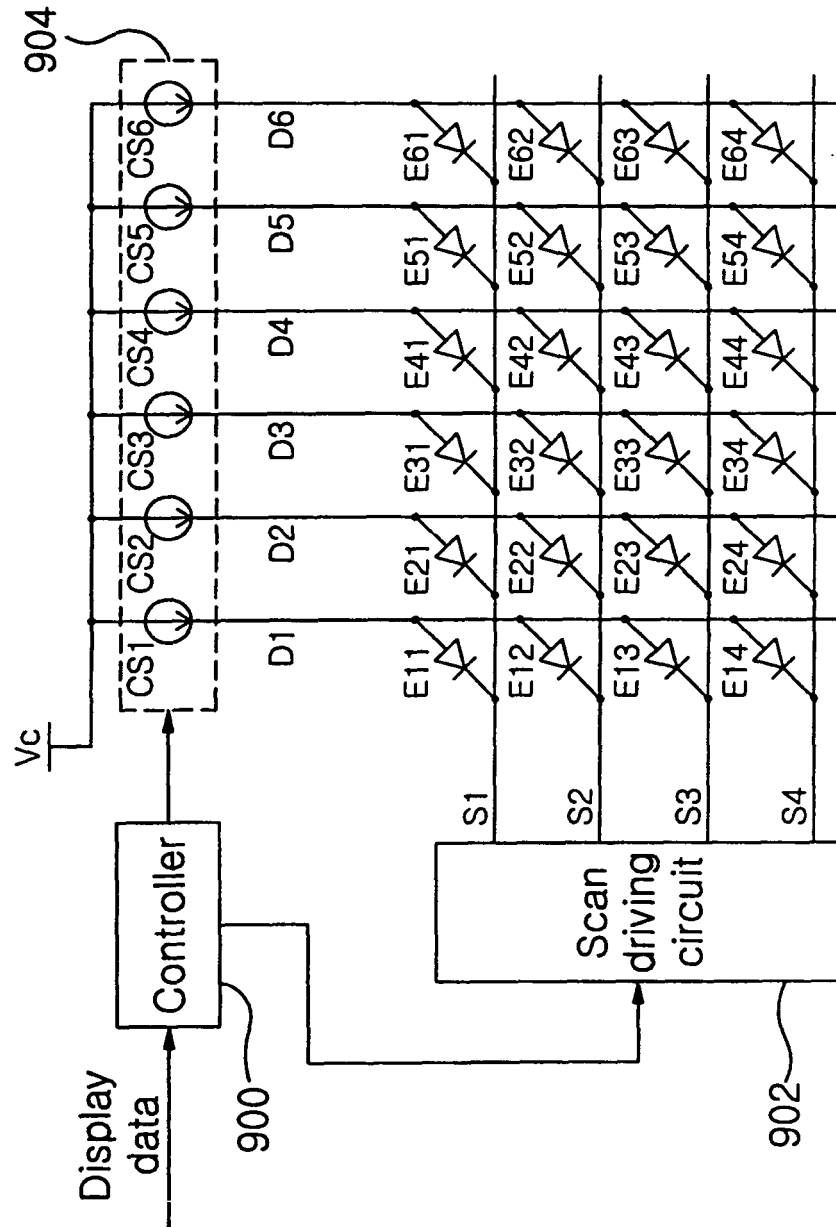 Vc
904
CS1 CS2 CS3 CS4 CS5 CS6
Display
data
Controller
900
D1 D2 D3 D4 D5 D6
E11 E21 E31 E41 E51 E61
S1
E12 E22 E32 E42 E52 E62
S2
E13 E23 E33 E43 E53 E63
S3
E14 E24 E34 E44 E54 E64
S4
Scan
driving
circuit
902